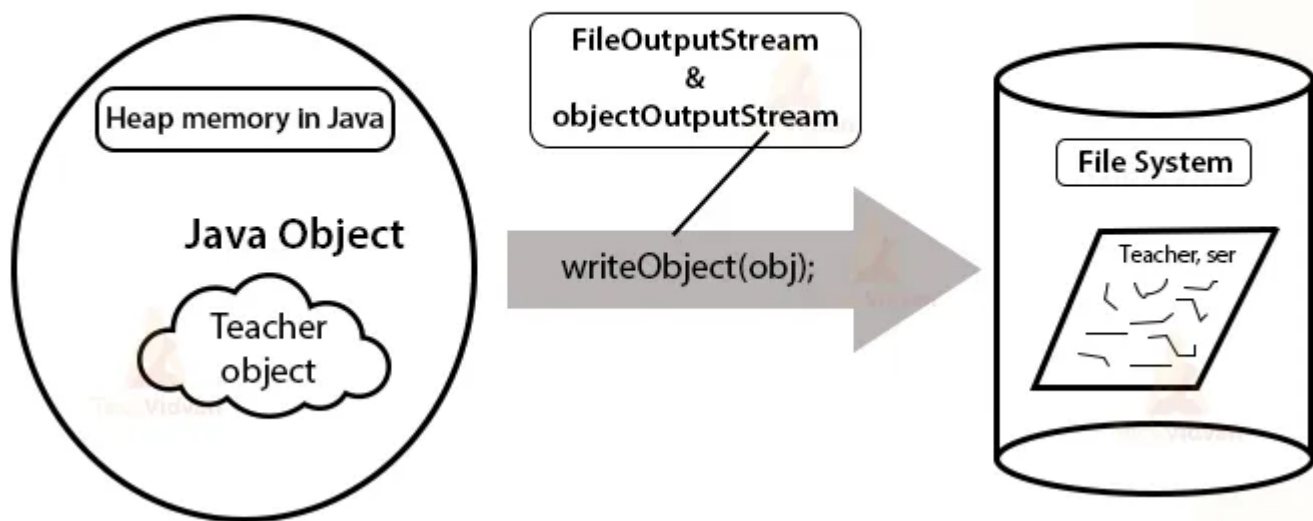 Heap memory in Java
Java Object
Teacher
object
FileOutputStream
&
objectOutputStream
writeObject(obj);
File System
Teacher, ser